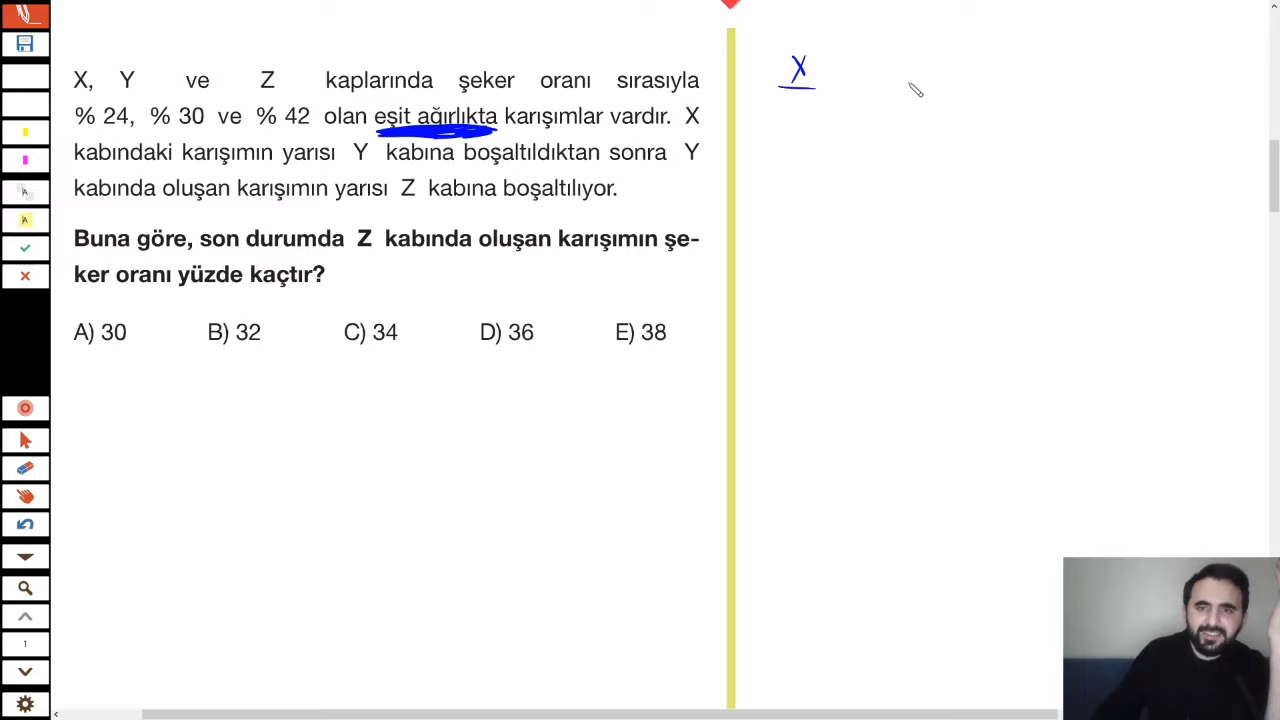 X, Y ve Z kaplarında şeker oranı sırasıyla
% 24, % 30 ve % 42 olan eşit ağırlıkta karışımlar vardır. X
kabındaki karışımın yarısı Y kabına boşaltıldıktan sonra Y
kabında oluşan karışımın yarısı Z kabına boşaltılıyor.
Buna göre, son durumda Z kabında oluşan karışımın şe-
ker oranı yüzde kaçtır?
A) 30 B) 32 C) 34 D) 36 E) 38
X
A
A
1